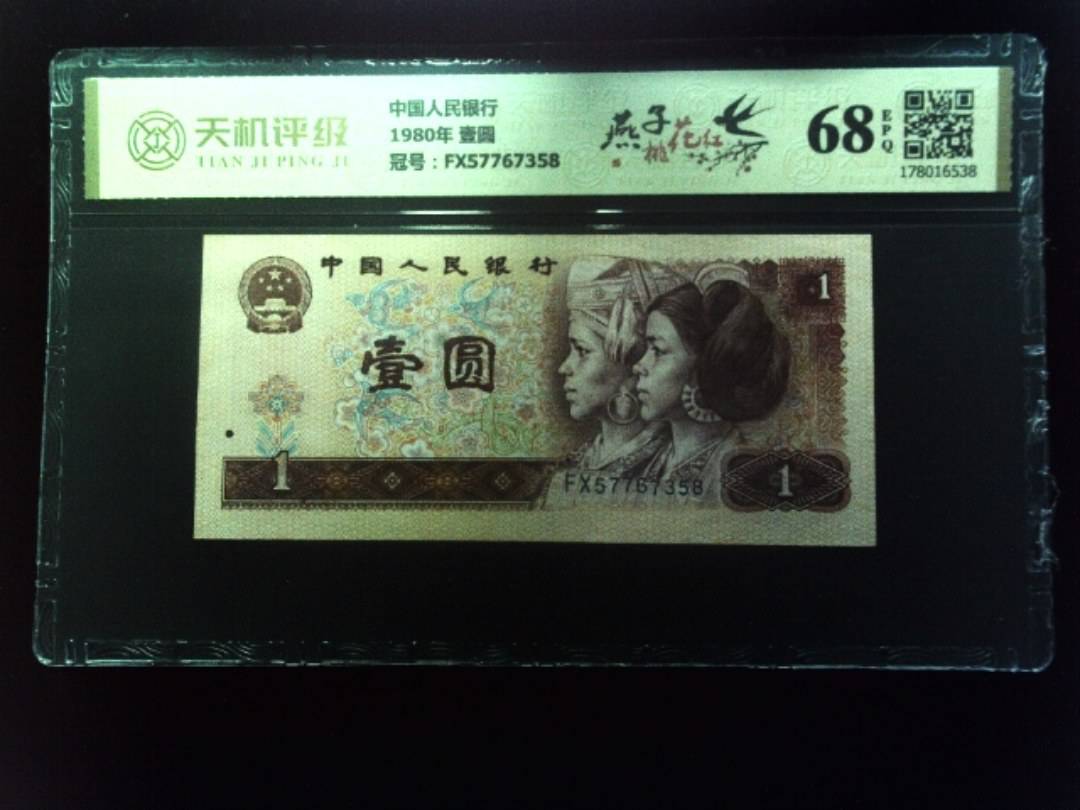 天机评级
TIAN JI PING JI
中国人民银行
1980年 壹圆
冠号：FX57767358
燕子
桃花红
68
EPQ
178016538
中国人民银行
1
壹圆
1
FX57767358
1